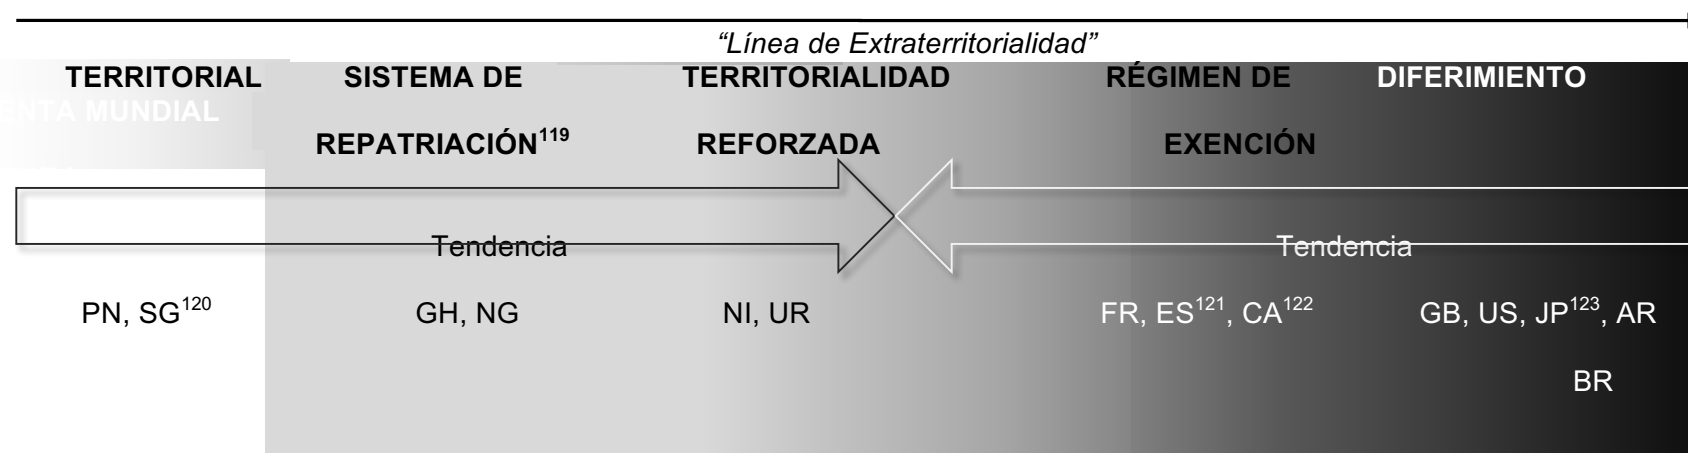 “Línea de Extraterritorialidad”
TERRITORIAL SISTEMA DE TERRITORIALIDAD RÉGIMEN DE DIFERIMIENTO
MUNDIAL
REPATRIACIÓN119 REFORZADA EXENCIÓN
Tendencia Tendencia
PN, SG120 GH, NG NI, UR FR, ES121, CA122 GB, US, JP123, AR
BR